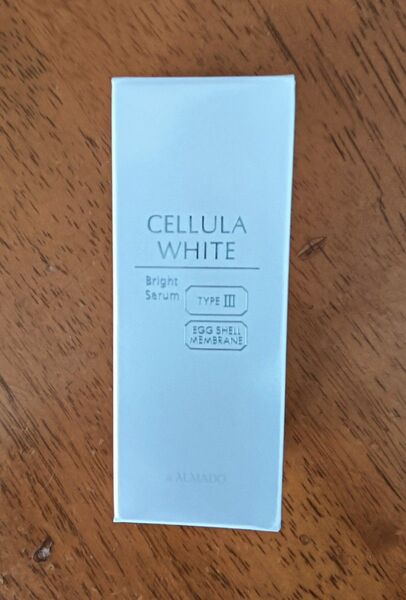 CELLULA
WHITE
Bright
Serum
TYPE III
EGG SHELL
MEMBRANE
ALMADO